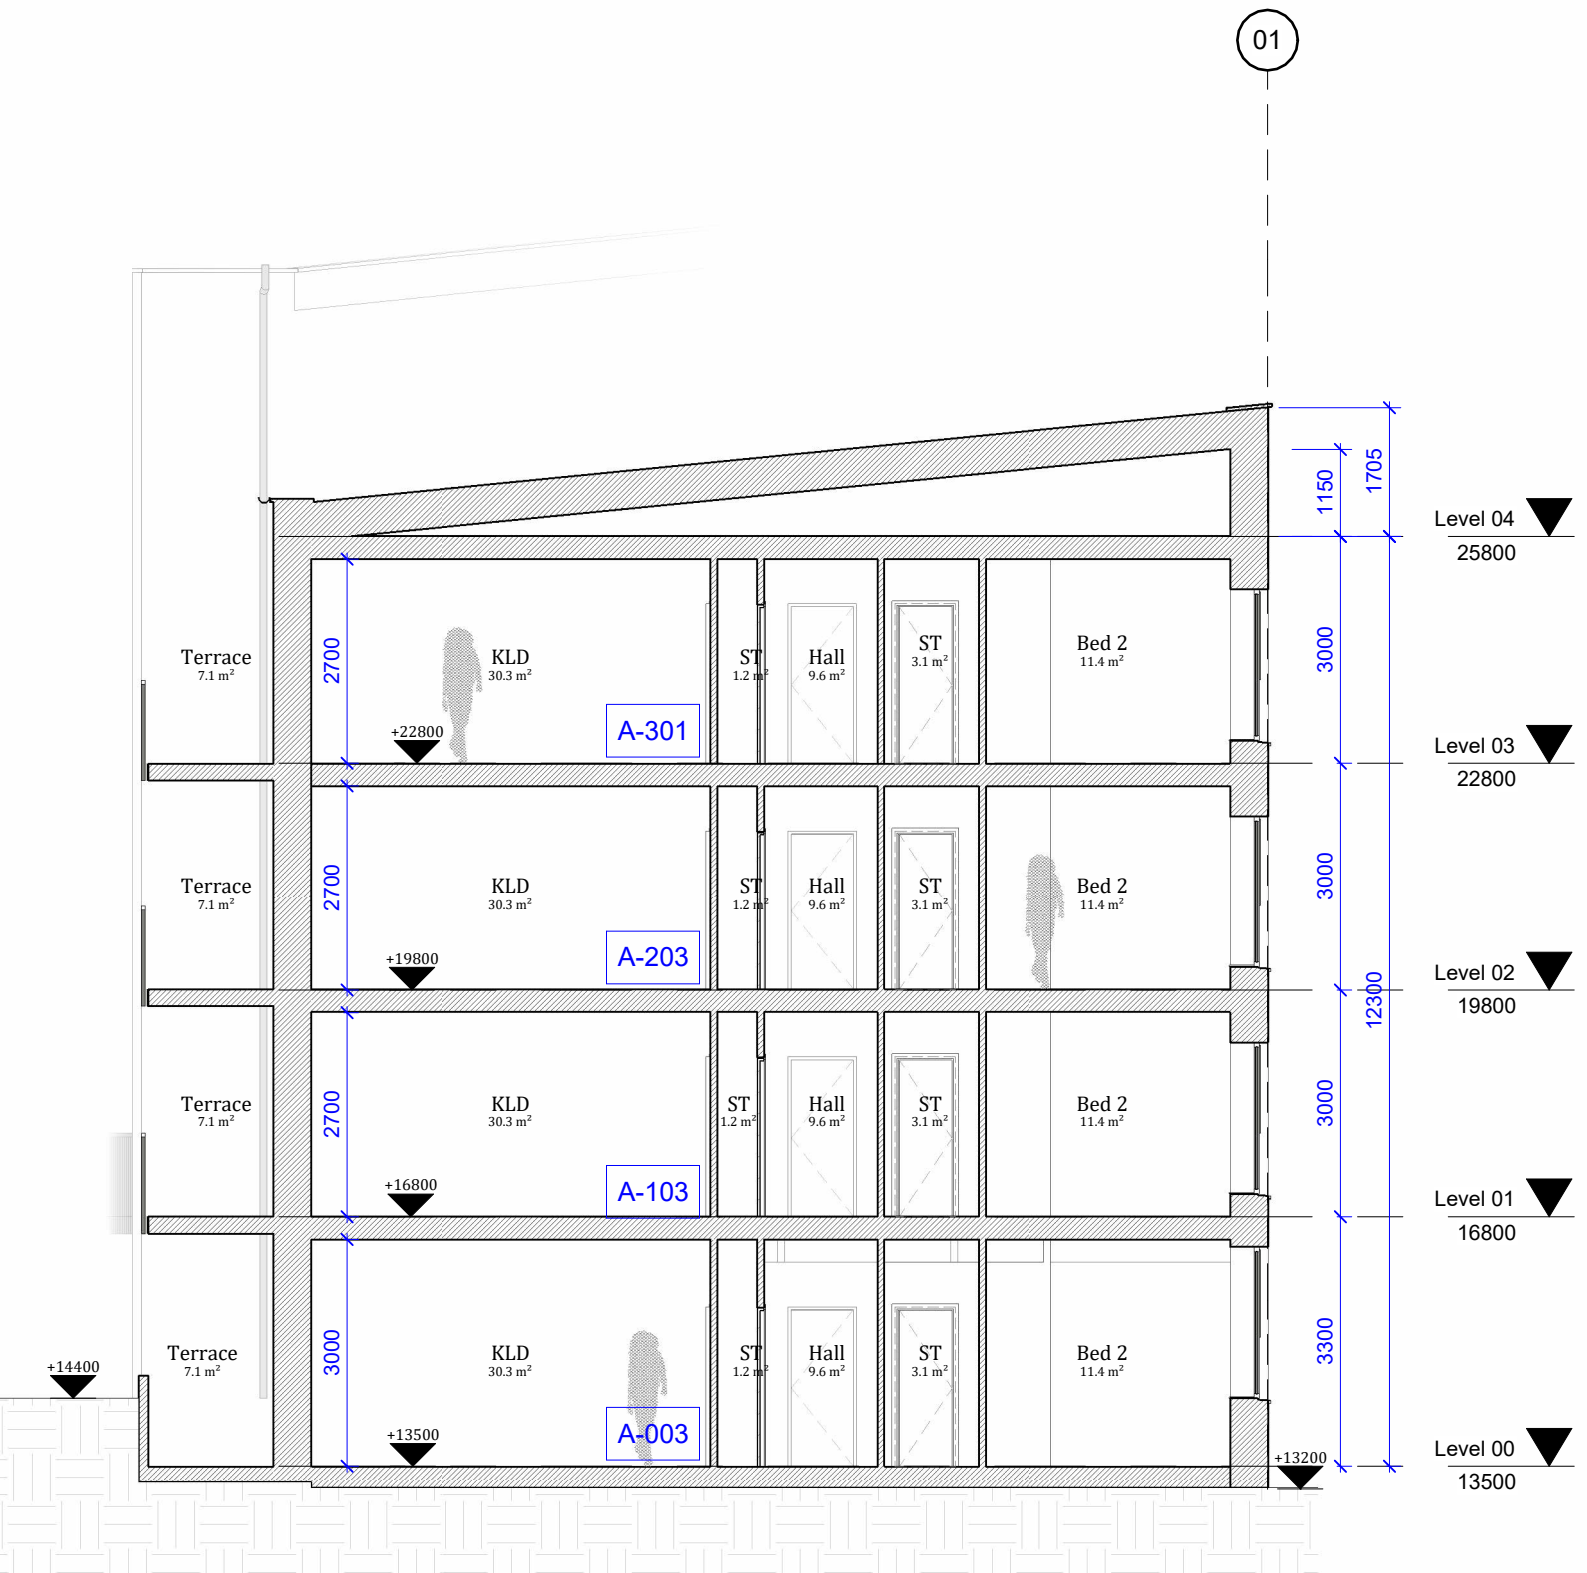 01
1150
1705
Level 04
25800
2700
Terrace
7.1 m²
KLD
30.3 m²
ST
1.2 m²
Hall
9.6 m²
ST
3.1 m²
Bed 2
11.4 m²
3000
A-301
+22800
Level 03
22800
2700
Terrace
7.1 m²
KLD
30.3 m²
ST
1.2 m²
Hall
9.6 m²
ST
3.1 m²
Bed 2
11.4 m²
3000
A-203
+19800
Level 02
19800
12300
2700
Terrace
7.1 m²
KLD
30.3 m²
ST
1.2 m²
Hall
9.6 m²
ST
3.1 m²
Bed 2
11.4 m²
3000
A-103
+16800
Level 01
16800
3000
Terrace
7.1 m²
KLD
30.3 m²
ST
1.2 m²
Hall
9.6 m²
ST
3.1 m²
Bed 2
11.4 m²
3300
+14400
A-003
+13500
+13200
Level 00
13500